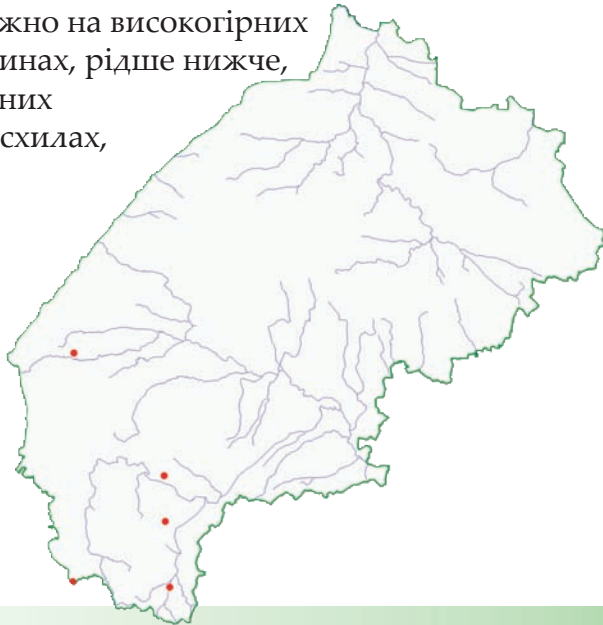 жно на високогірних
инах, рідше нижче,
них
схилах,